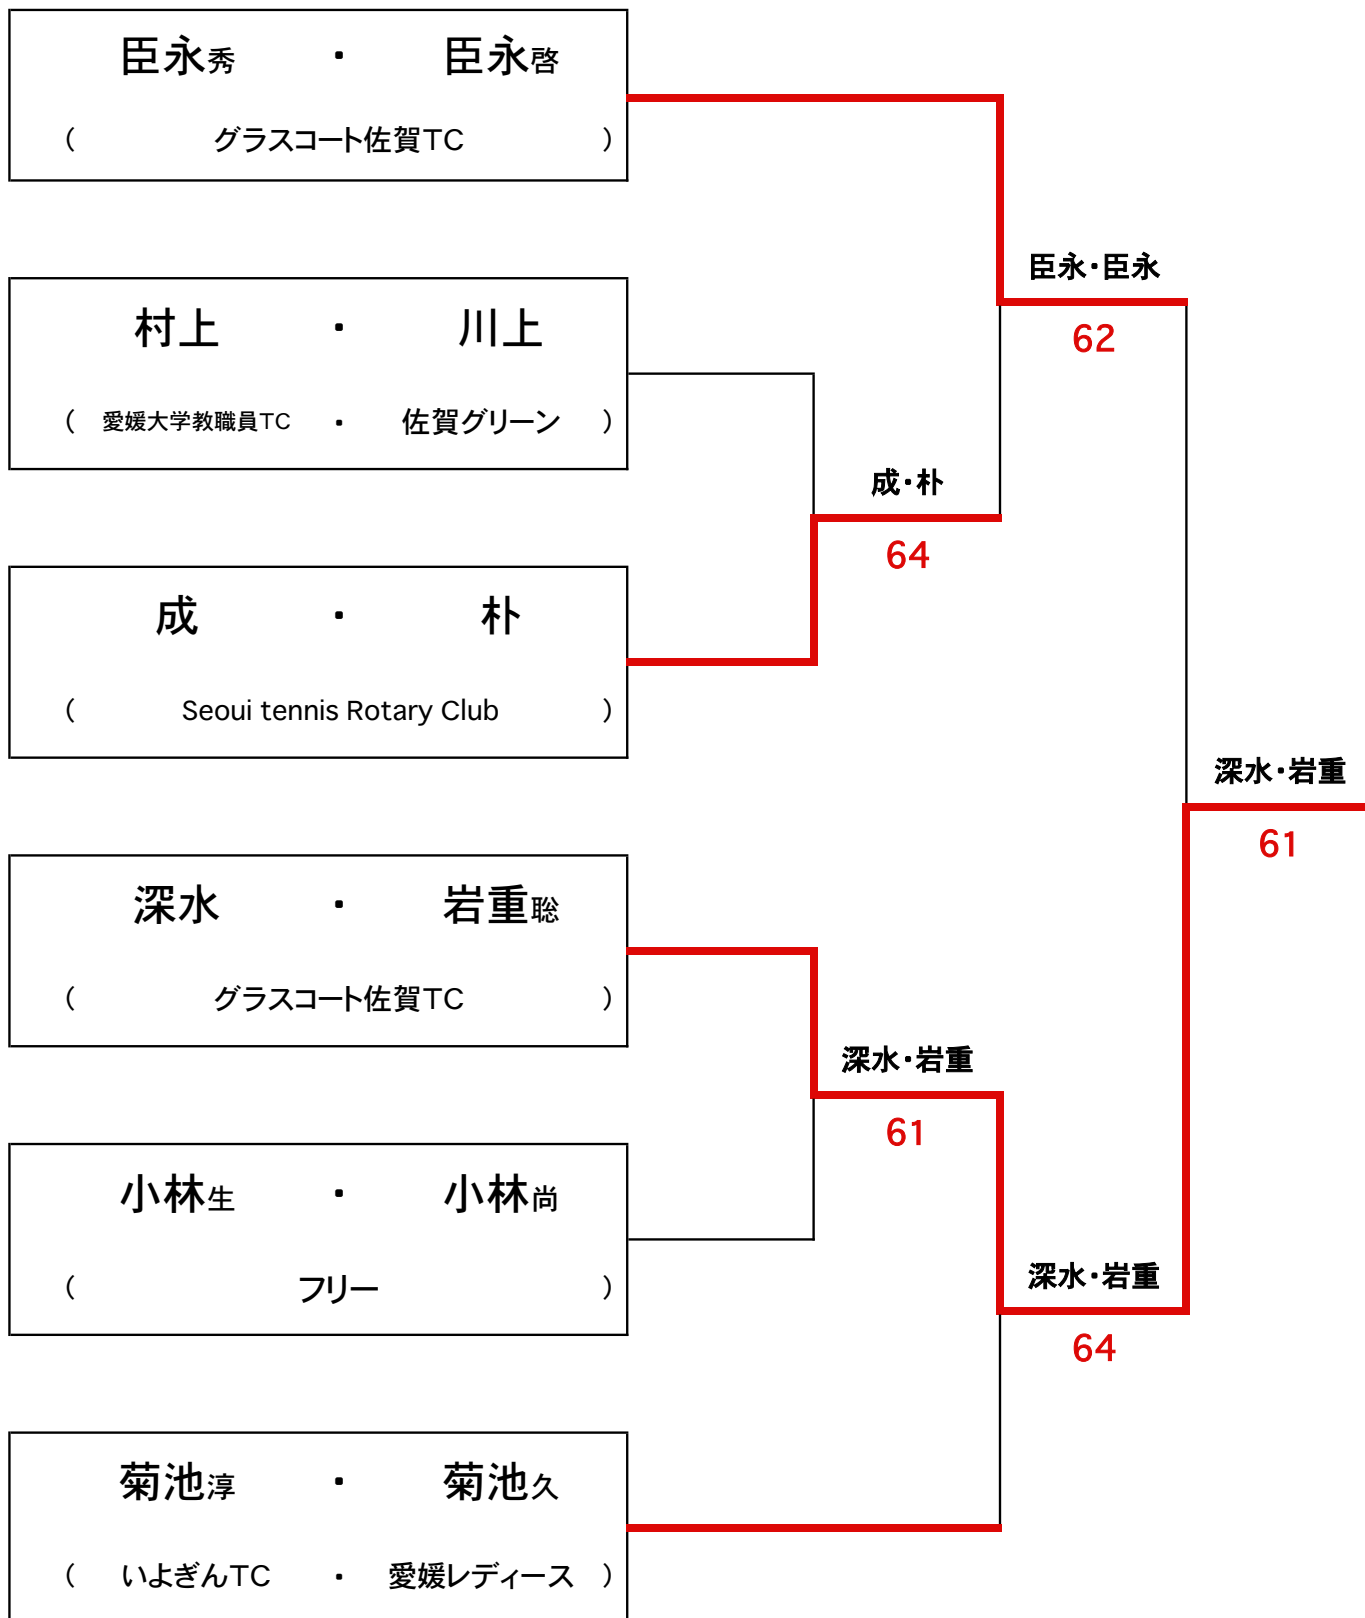 臣永秀 ・ 臣永啓
( グラスコート佐賀TC )
臣永・臣永
62
村上 ・ 川上
( 愛媛大学教職員TC ・ 佐賀グリーン )
成・朴
64
成 ・ 朴
( Seoui tennis Rotary Club )
深水・岩重
61
深水 ・ 岩重聡
( グラスコート佐賀TC )
深水・岩重
61
小林生 ・ 小林尚
( フリー )
深水・岩重
64
菊池淳 ・ 菊池久
( いよぎんTC ・ 愛媛レディース )